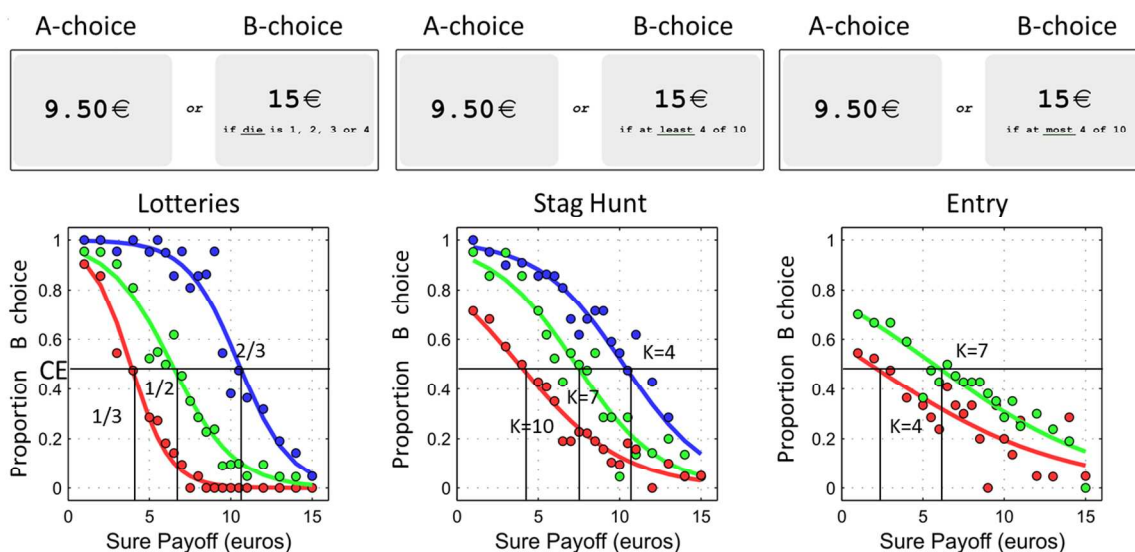 A-choice B-choice A-choice B-choice A-choice B-choice
9.50€ or 15€ 9.50€ or 15€ 9.50€ or 15€
if die is 1, 2, 3 or 4 if at least 4 of 10 if at most 4 of 10
Lotteries Stag Hunt Entry
Proportion B choice
1
0.8
0.6
CE
0.4
0.2
0
2/3
1/2
1/3
0 5 10 15
Sure Payoff (euros)
Proportion B choice
1
0.8
0.6
0.4
0.2
0
K=4
K=7
K=10
0 5 10 15
Sure Payoff (euros)
Proportion B choice
1
0.8
0.6
0.4
0.2
0
K=7
K=4
0 5 10 15
Sure Payoff (euros)